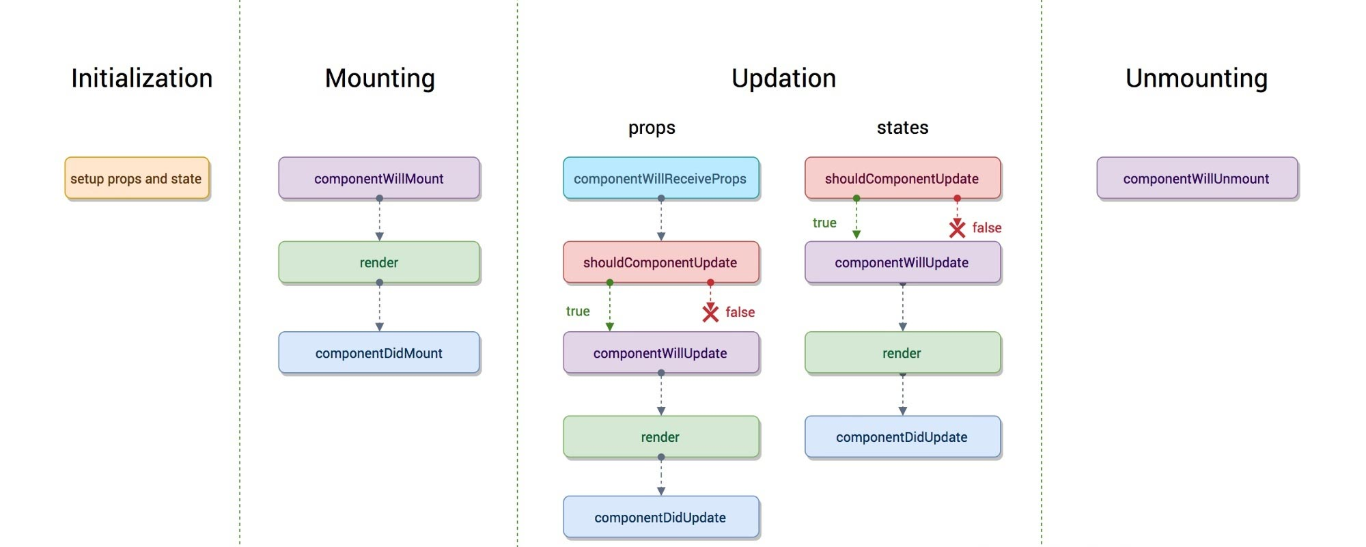 Initialization
setup props and state
Mounting
componentWillMount
render
componentDidMount
Updation
props
componentWillReceiveProps
shouldComponentUpdate
true
false
componentWillUpdate
render
componentDidUpdate
states
shouldComponentUpdate
true
false
componentWillUpdate
render
componentDidUpdate
Unmounting
componentWillUnmount